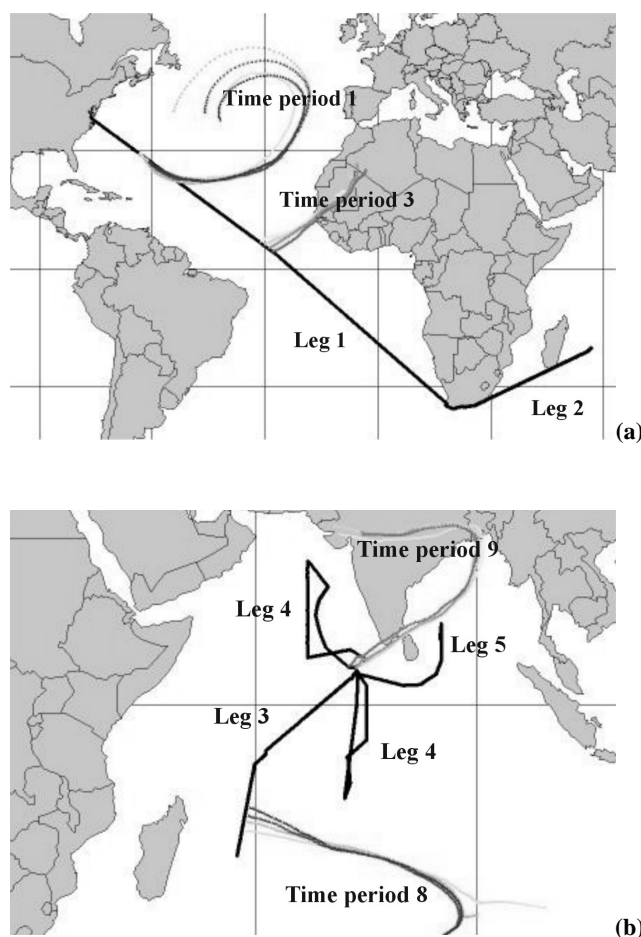 Time period 1
Time period 3
Leg 1
Leg 2
(a)
Time period 9
Leg 4
Leg 5
Leg 3
Leg 4
Time period 8
(b)